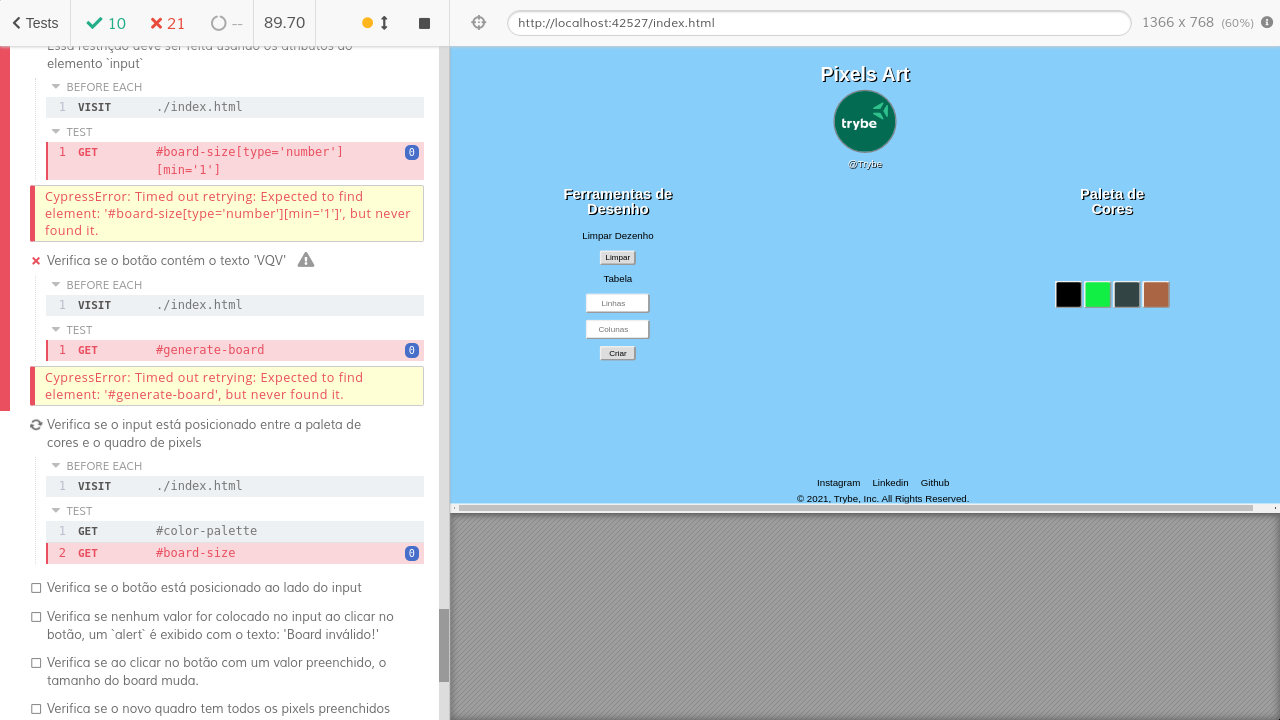 Tests
10
21
--
89.70
http://localhost:42527/index.html
1366 x 768 (60%)
Essa restrição deve ser feita usando os atributos do
elemento `input`
BEFORE EACH
1 VISIT ./index.html
TEST
1 GET #board-size[type='number'] 0
[min='1']
CypressError: Timed out retrying: Expected to find
element: '#board-size[type='number'][min='1']', but never
found it.
Verifica se o botão contém o texto 'VQV'
BEFORE EACH
1 VISIT ./index.html
TEST
1 GET #generate-board 0
CypressError: Timed out retrying: Expected to find
element: '#generate-board', but never found it.
Verifica se o input está posicionado entre a paleta de
cores e o quadro de pixels
BEFORE EACH
1 VISIT ./index.html
TEST
1 GET #color-palette
2 GET #board-size 0
Verifica se o botão está posicionado ao lado do input
Verifica se nenhum valor for colocado no input ao clicar no
botão, um `alert` é exibido com o texto: 'Board inválido!'
Verifica se ao clicar no botão com um valor preenchido, o
tamanho do board muda.
Verifica se o novo quadro tem todos os pixels preenchidos
Pixels Art
trybe
@Trybe
Ferramentas de
Desenho
Limpar Dezenho
Limpar
Tabela
Linhas
Colunas
Criar
Paleta de
Cores
Instagram Linkedin Github
© 2021, Trybe, Inc. All Rights Reserved.